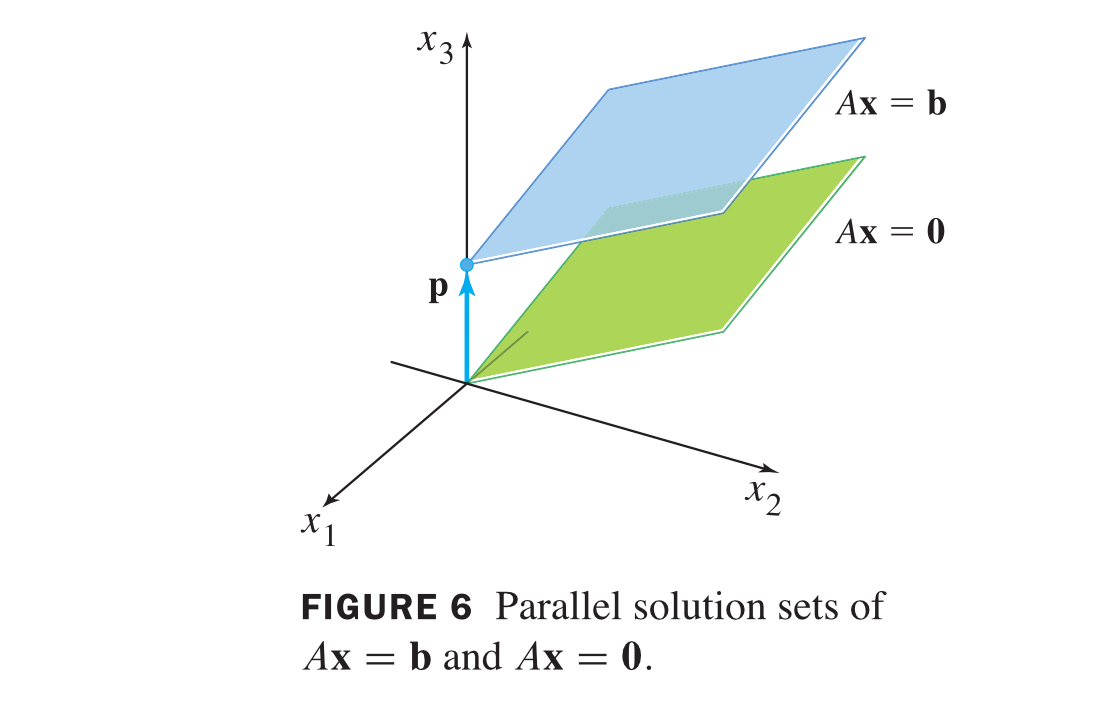 x₃
Ax = b
Ax = 0
p
x₂
x₁
FIGURE 6 Parallel solution sets of
Ax = b and Ax = 0.